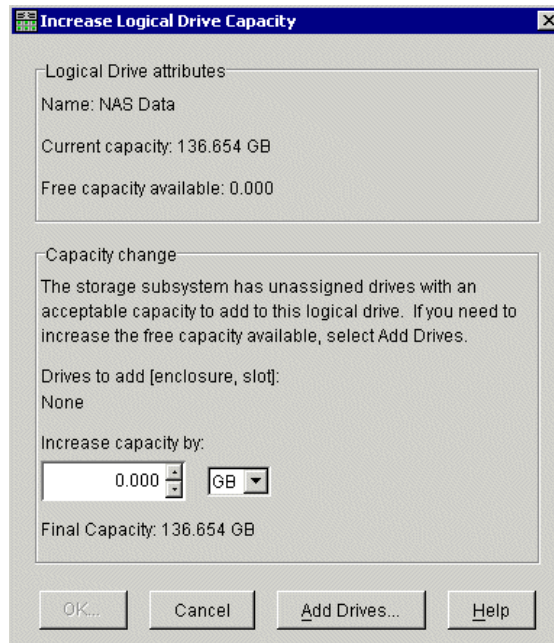 Increase Logical Drive Capacity
Logical Drive attributes
Name: NAS Data
Current capacity: 136.654 GB
Free capacity available: 0.000
Capacity change
The storage subsystem has unassigned drives with an
acceptable capacity to add to this logical drive. If you need to
increase the free capacity available, select Add Drives.
Drives to add [enclosure, slot]:
None
Increase capacity by:
0.000 GB
Final Capacity: 136.654 GB
OK... Cancel Add Drives... Help